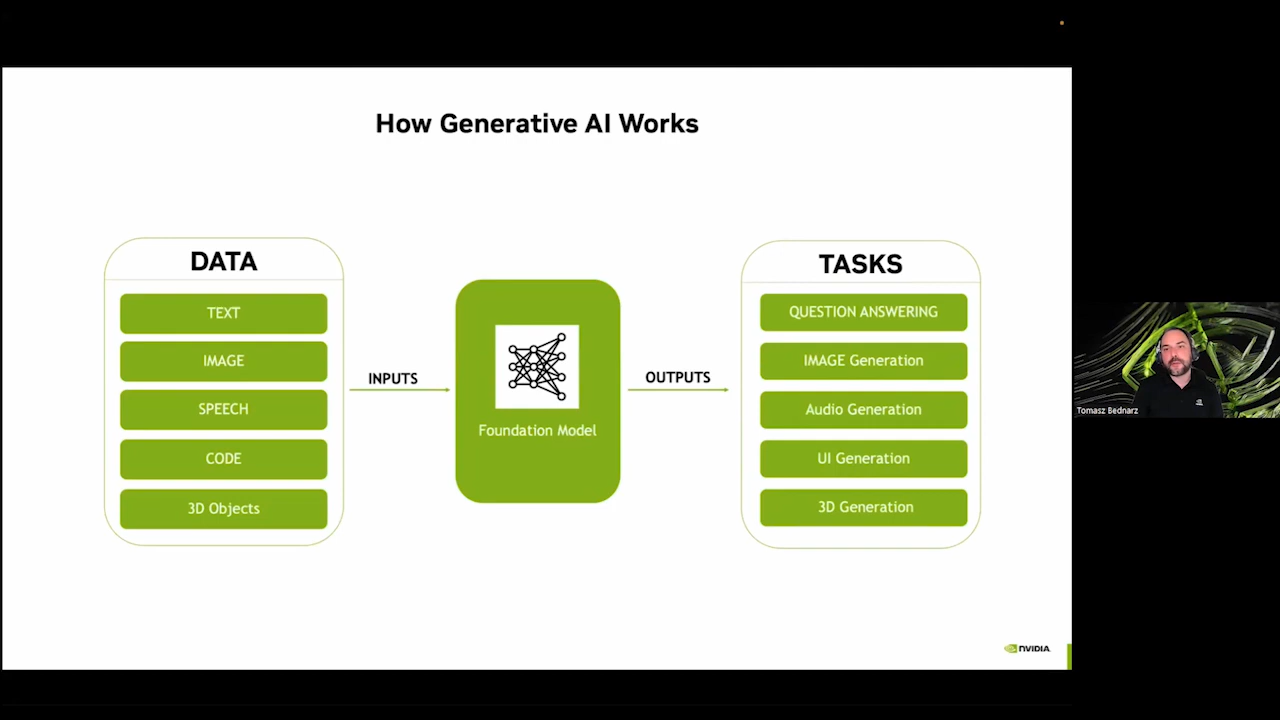 How Generative AI Works
DATA
TEXT
IMAGE
SPEECH
CODE
3D Objects
INPUTS
Foundation Model
OUTPUTS
TASKS
QUESTION ANSWERING
IMAGE Generation
Audio Generation
UI Generation
3D Generation
NVIDIA
Tomasz Bednarz